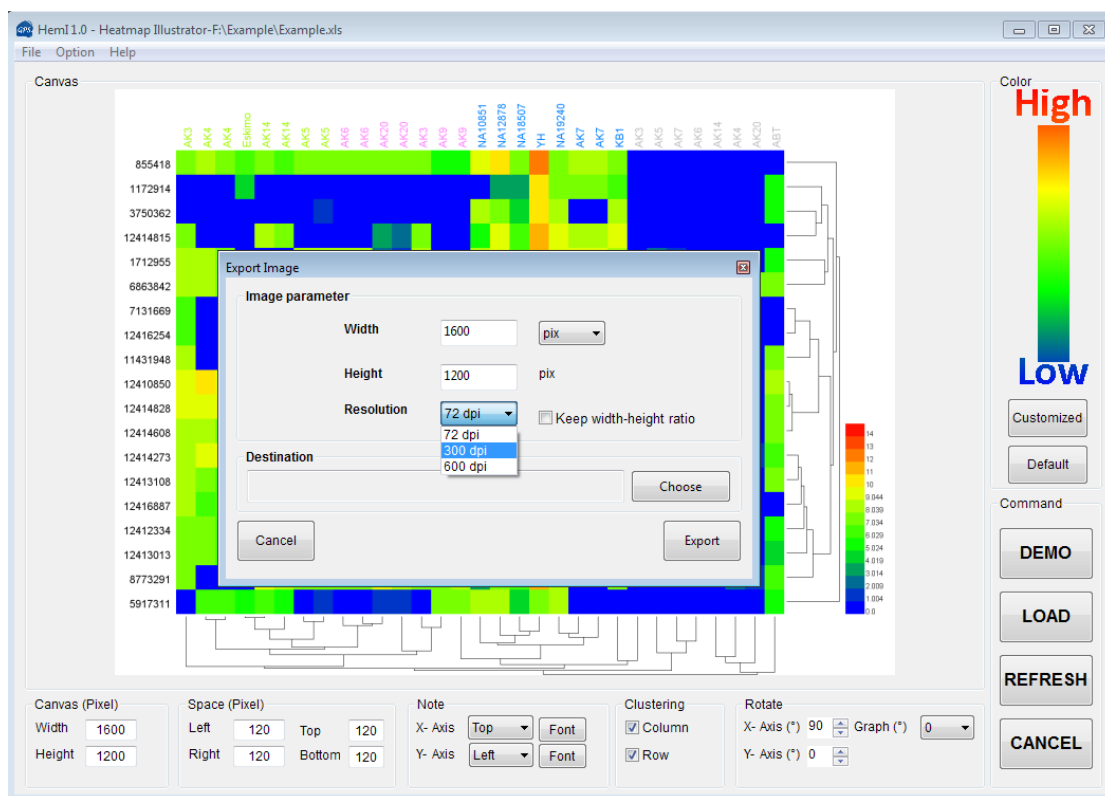 GPS HemI 1.0 - Heatmap Illustrator-F:\Example\Example.xls
File Option Help
Canvas
AK3 AK4 AK4 Eskimo AK14 AK14 AK5 AK5 AK6 AK6 AK20 AK20 AK3 AK9 AK9 NA10851 NA12878 NA18507 YH NA19240 AK7 AK7 KB1 AK3 AK5 AK7 AK6 AK14 AK4 AK20 ABT
855418
1172914
3750362
12414815
1712955
6863842
7131669
12416254
11431948
12410850
12414828
12414608
12414273
12413108
12416887
12412334
12413013
8773291
5917311
Export Image
Image parameter
Width 1600 pix
Height 1200 pix
Resolution 72 dpi Keep width-height ratio
72 dpi
300 dpi
600 dpi
Destination
Choose
Cancel Export
14
13
12
11
10
9.044
8.039
7.034
6.029
5.024
4.019
3.014
2.009
1.004
0.0
Color
High
Low
Customized
Default
Command
DEMO
LOAD
REFRESH
CANCEL
Canvas (Pixel)
Width 1600
Height 1200
Space (Pixel)
Left 120 Top 120
Right 120 Bottom 120
Note
X- Axis Top Font
Y- Axis Left Font
Clustering
Column
Row
Rotate
X- Axis (°) 90 Graph (°) 0
Y- Axis (°) 0